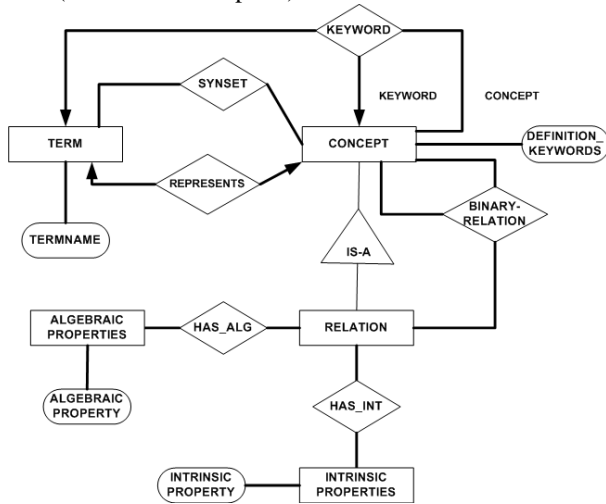 KEYWORD
SYNSET
KEYWORD
CONCEPT
TERM
CONCEPT
DEFINITION_
KEYWORDS
REPRESENTS
BINARY-
RELATION
TERMNAME
IS-A
ALGEBRAIC
PROPERTIES
HAS_ALG
RELATION
ALGEBRAIC
PROPERTY
HAS_INT
INTRINSIC
PROPERTY
INTRINSIC
PROPERTIES